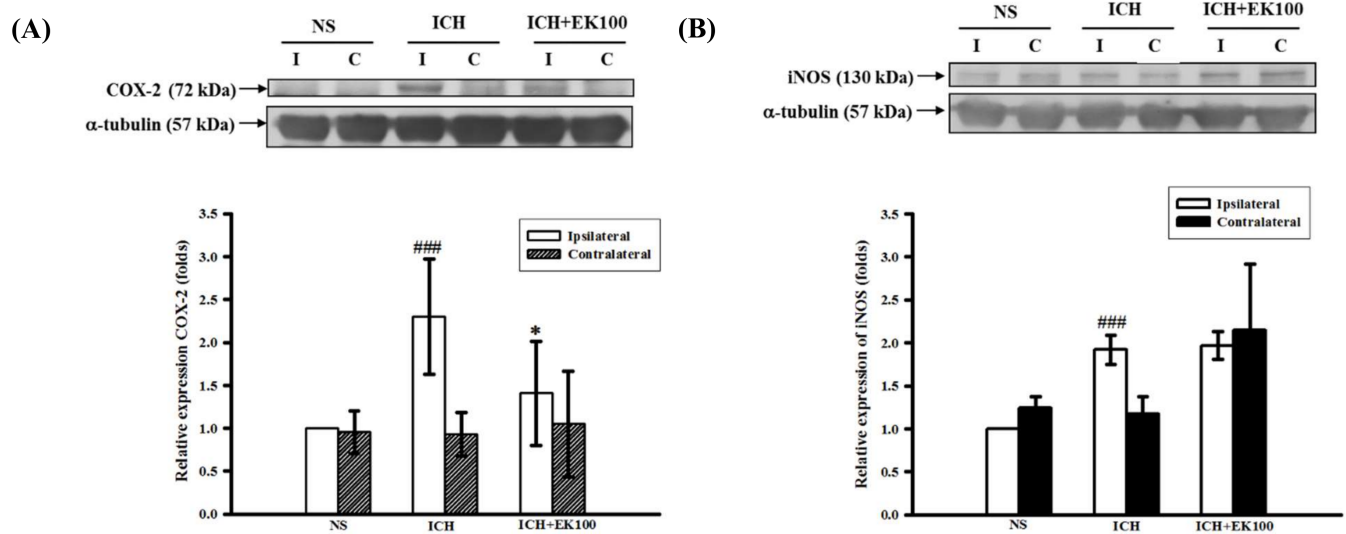 (A)
NS ICH ICH+EK100
I C I C I C
COX-2 (72 kDa)
α-tubulin (57 kDa)
Relative expression COX-2 (folds)
3.5
3.0
2.5
2.0
1.5
1.0
0.5
0.0
###
*
Ipsilateral
Contralateral
NS ICH ICH+EK100
(B)
NS ICH ICH+EK100
I C I C I C
iNOS (130 kDa)
α-tubulin (57 kDa)
Relative expression of iNOS (folds)
3.5
3.0
2.5
2.0
1.5
1.0
0.5
0.0
###
Ipsilateral
Contralateral
NS ICH ICH+EK100